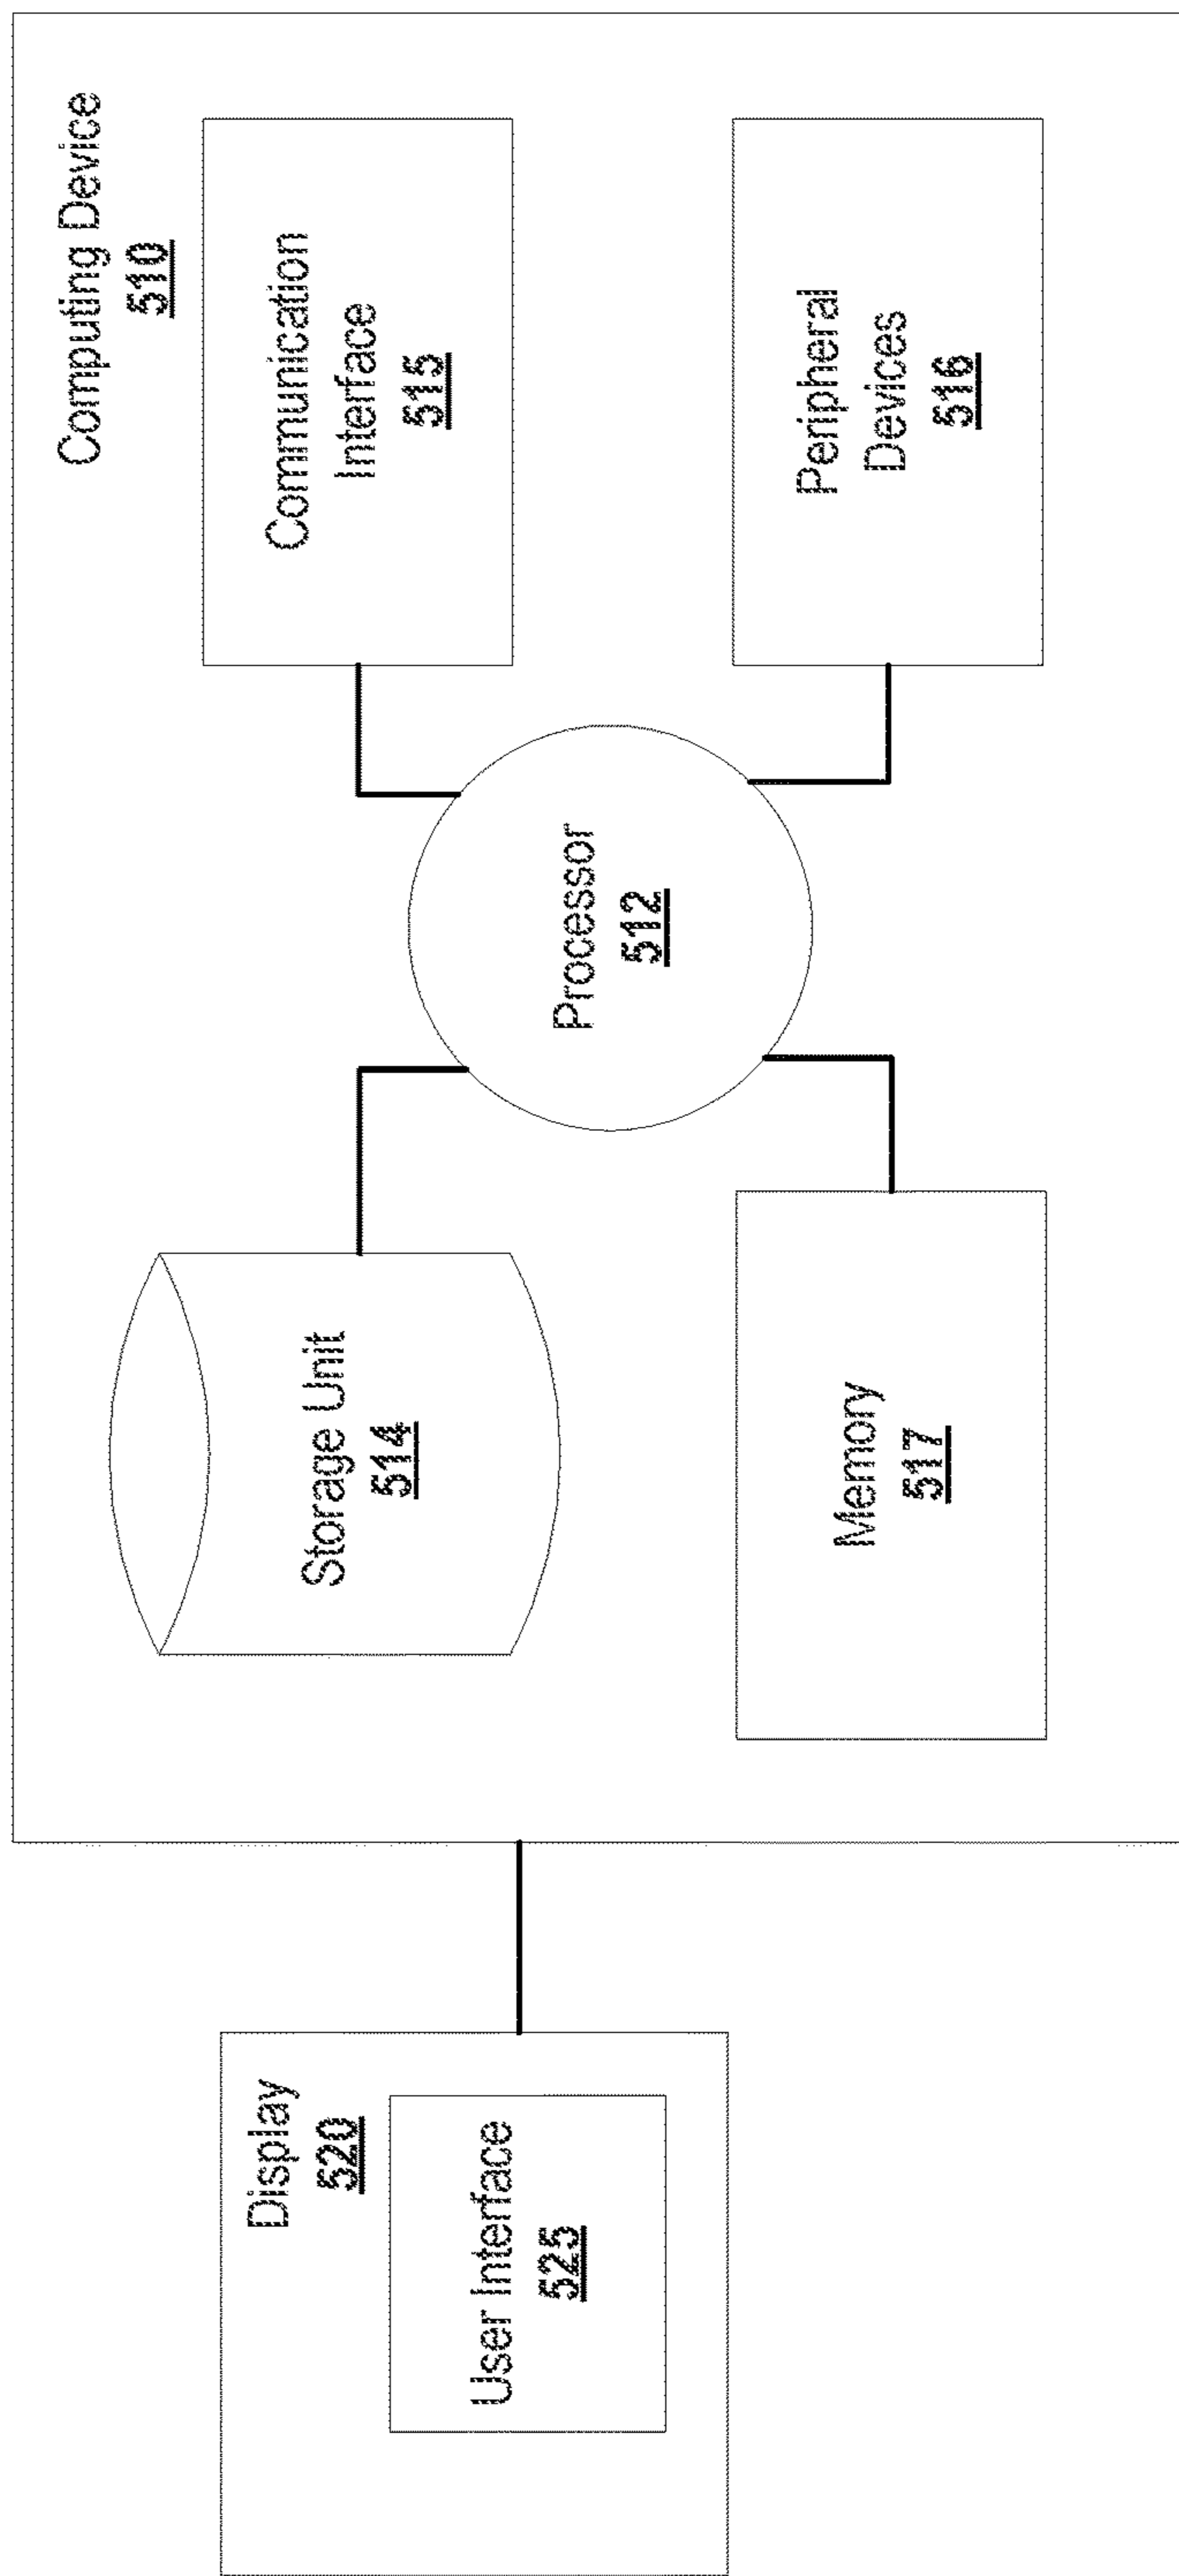 Computing Device
510
Communication
Interface
515
Peripheral
Devices
516
Processor
512
Storage Unit
514
Memory
517
Display
520
User Interface
525